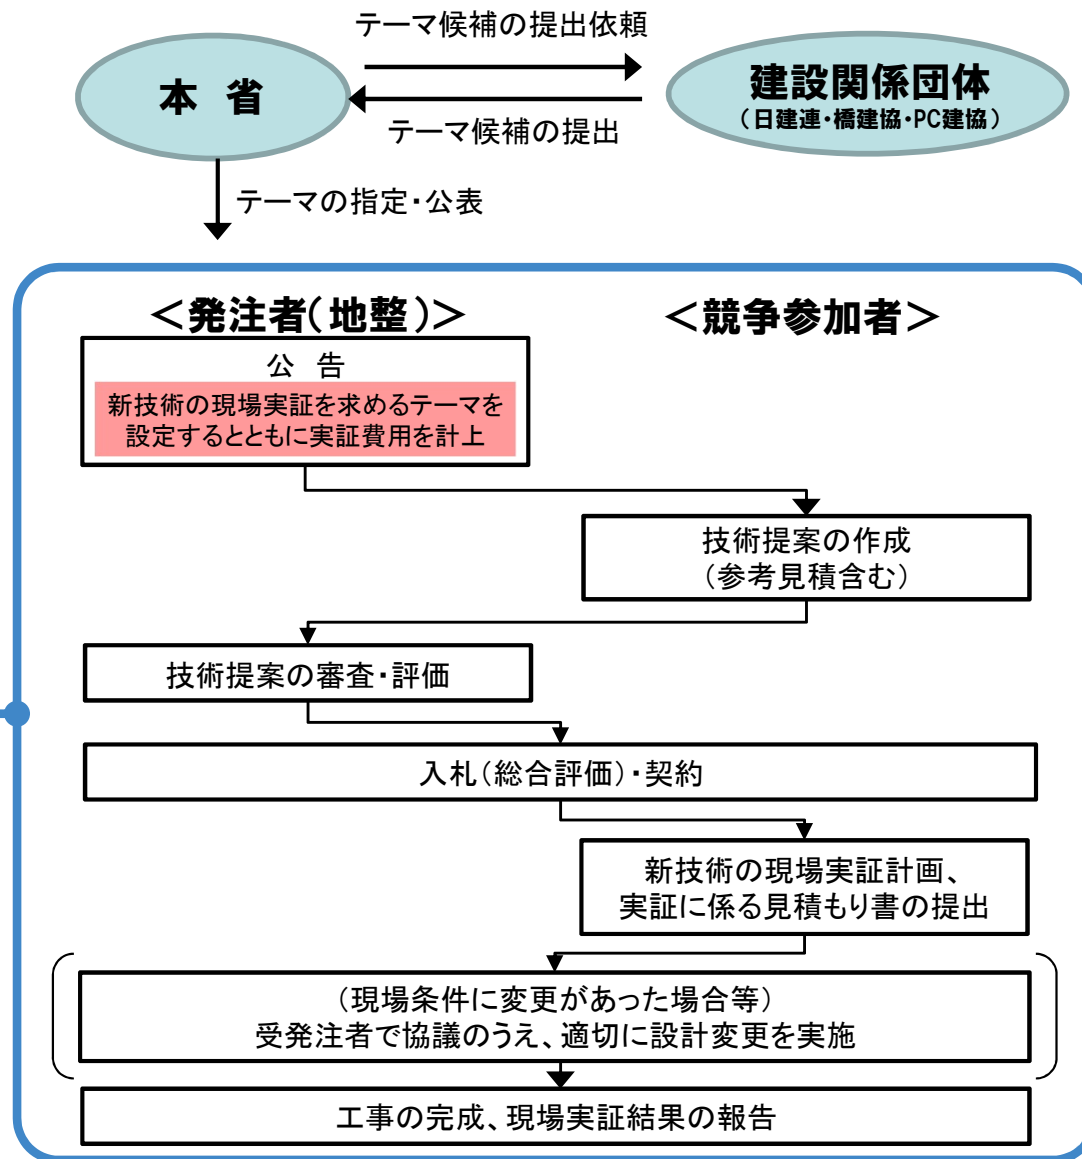 テーマ候補の提出依頼
本 省
建設関係団体
（日建連・橋建協・PC建協）
テーマ候補の提出
テーマの指定・公表
＜発注者（地整）＞
＜競争参加者＞
公 告
新技術の現場実証を求めるテーマを
設定するとともに実証費用を計上
技術提案の作成
（参考見積含む）
技術提案の審査・評価
入札（総合評価）・契約
新技術の現場実証計画、
実証に係る見積もり書の提出
（現場条件に変更があった場合等）
受発注者で協議のうえ、適切に設計変更を実施
工事の完成、現場実証結果の報告